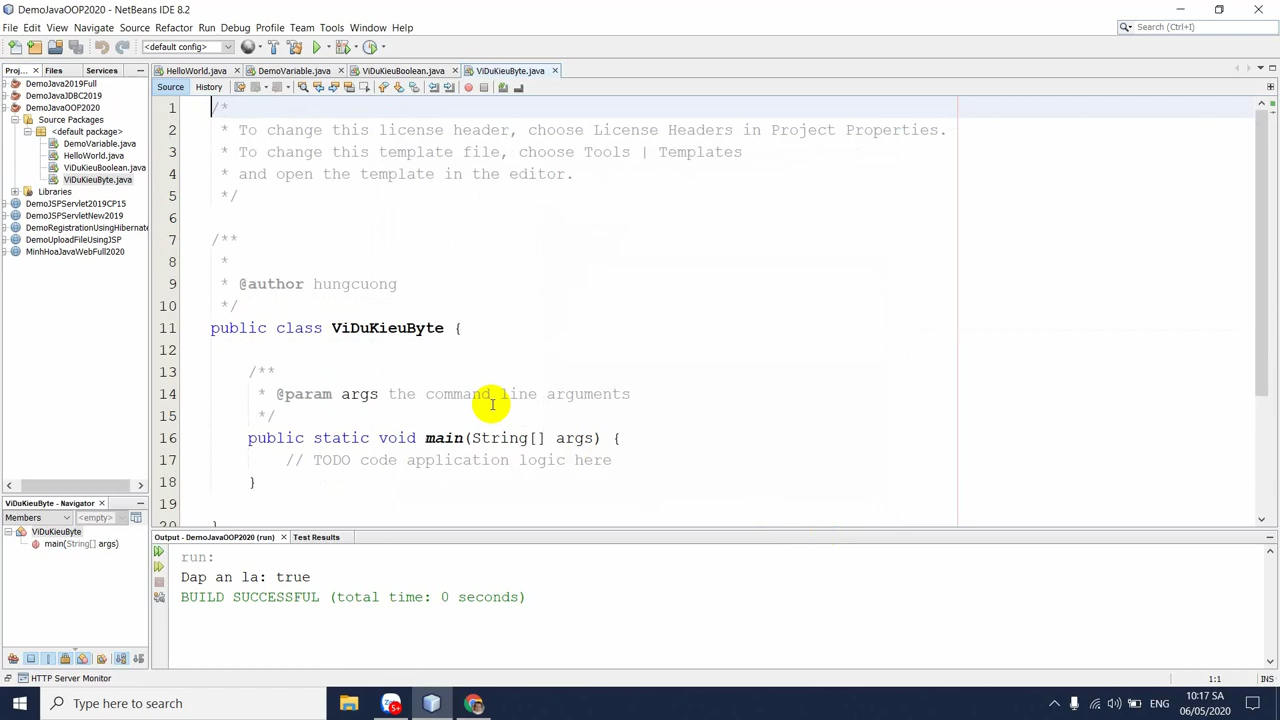 DemoJavaOOP2020 - NetBeans IDE 8.2
File Edit View Navigate Source Refactor Run Debug Profile Team Tools Window Help
Search (Ctrl+I)
<default config>
Proj... Files Services
HelloWorld.java DemoVariable.java ViDuKieuBoolean.java ViDuKieuByte.java
Source History
DemoJava2019Full
DemoJavaJDBC2019
DemoJavaOOP2020
Source Packages
<default package>
DemoVariable.java
HelloWorld.java
ViDuKieuBoolean.java
ViDuKieuByte.java
Libraries
DemoJSPServlet2019CP15
DemoJSPServletNew2019
DemoRegistrationUsingHibernate
DemoUploadFileUsingJSP
MinhHoaJavaWebFull2020
1 /*
2 * To change this license header, choose License Headers in Project Properties.
3 * To change this template file, choose Tools | Templates
4 * and open the template in the editor.
5 */
6
7 /**
8 *
9 * @author hungcuong
10 */
11 public class ViDuKieuByte {
12
13 /**
14 * @param args the command line arguments
15 */
16 public static void main(String[] args) {
17 // TODO code application logic here
18 }
19
20 }
ViDuKieuByte - Navigator
Members <empty>
ViDuKieuByte
main(String[] args)
Output - DemoJavaOOP2020 (run) Test Results
run:
Dap an la: true
BUILD SUCCESSFUL (total time: 0 seconds)
HTTP Server Monitor
1:1 INS
Type here to search
5+
ENG
10:17 SA
06/05/2020